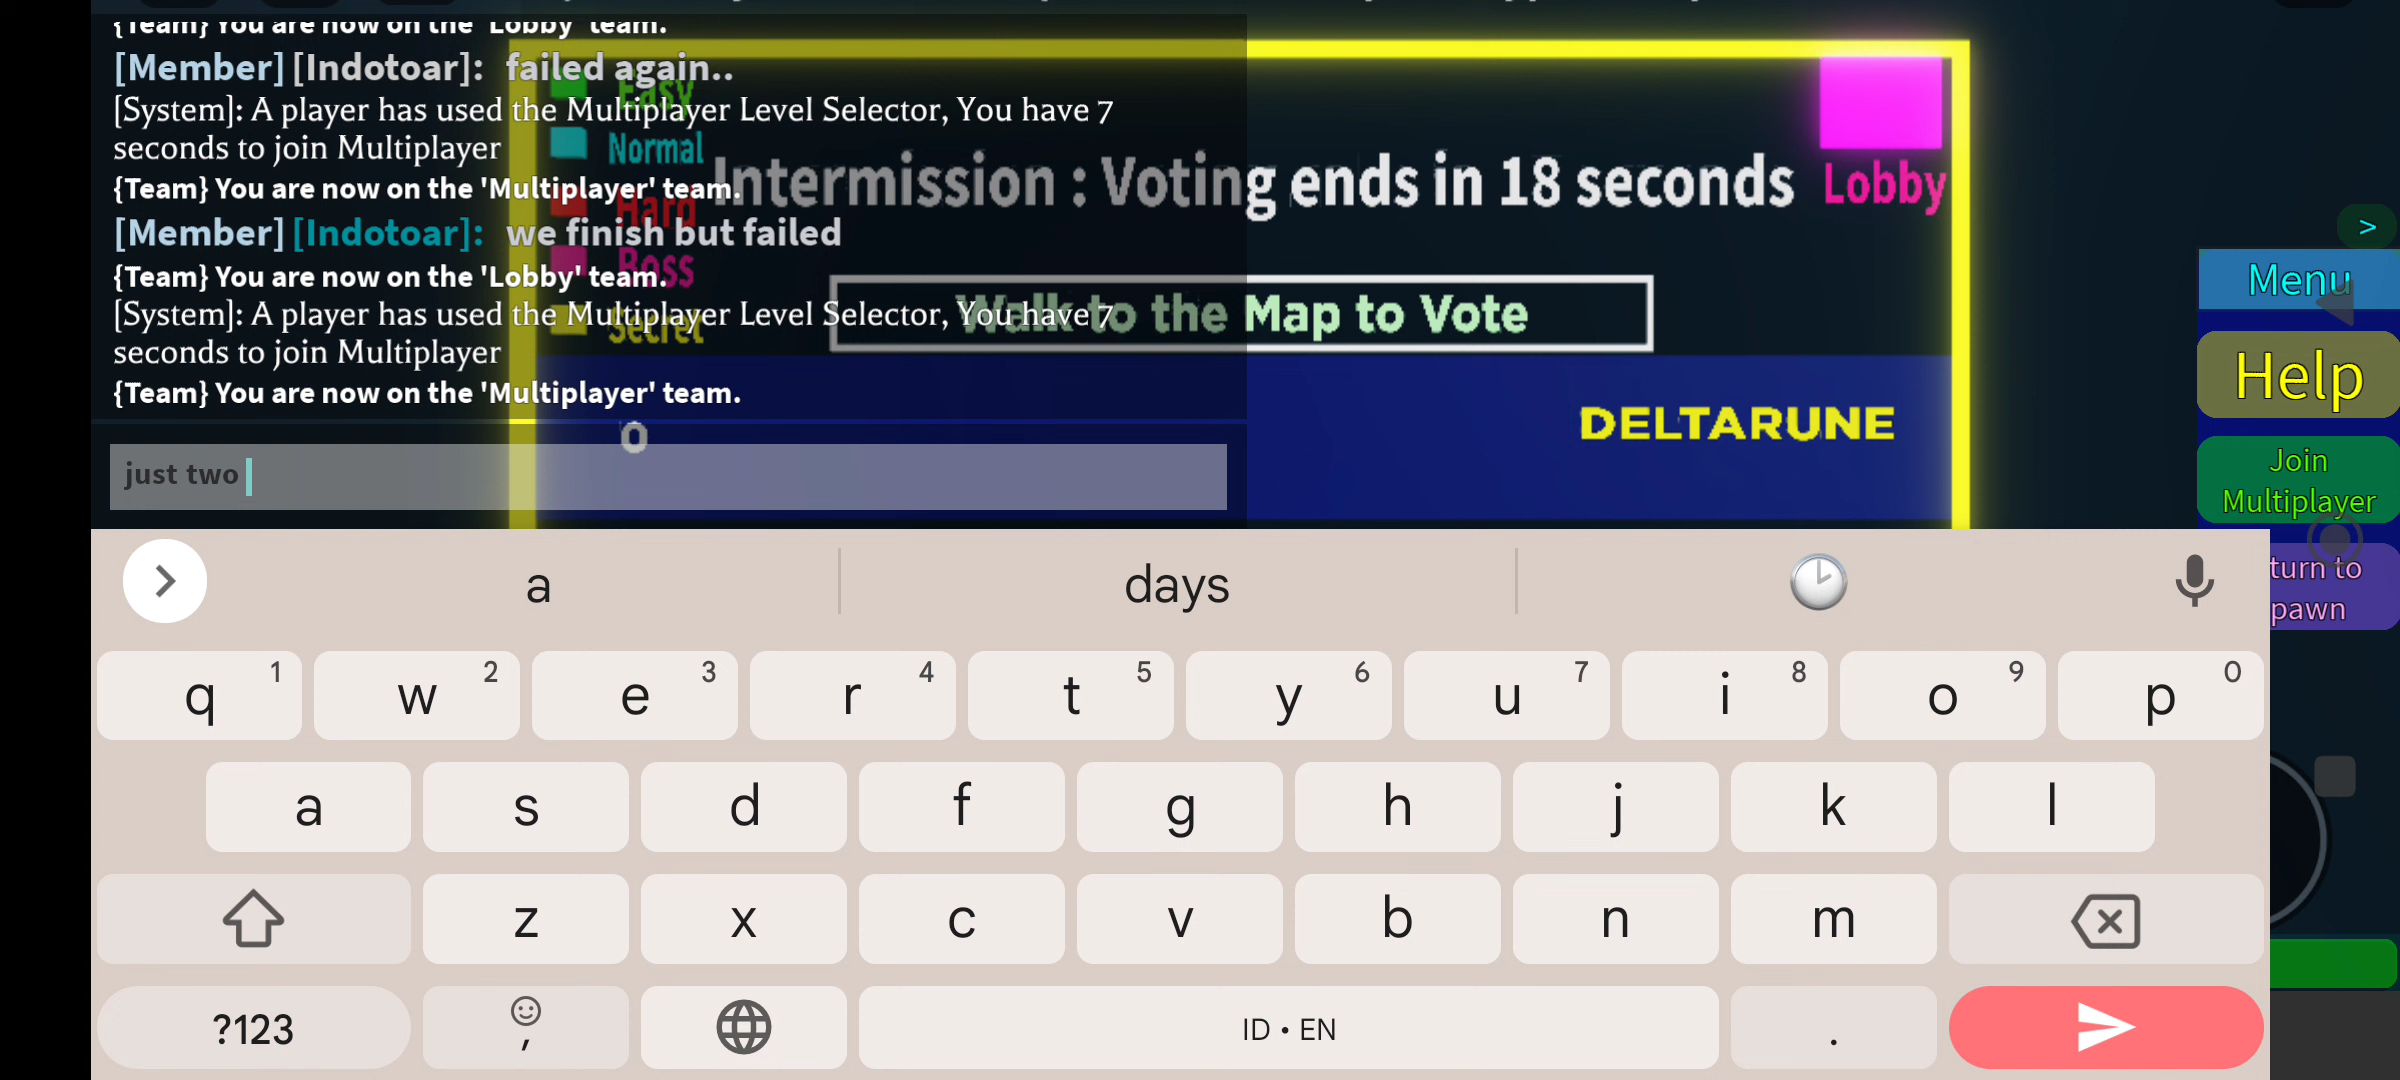 {Team} You are now on the 'Lobby' team.
[Member] [Indotoar]: failed again..
[System]: A player has used the Multiplayer Level Selector, You have 7
seconds to join Multiplayer
{Team} You are now on the 'Multiplayer' team.
[Member] [Indotoar]: we finish but failed
{Team} You are now on the 'Lobby' team.
[System]: A player has used the Multiplayer Level Selector, You have 7
seconds to join Multiplayer
{Team} You are now on the 'Multiplayer' team.
just two
Easy
Normal
Hard
Boss
Secret
0
Intermission : Voting ends in 18 seconds
Walk to the Map to Vote
Lobby
DELTARUNE
>
Menu
Help
Join
Multiplayer
turn to
pawn
a
days
q 1 w 2 e 3 r 4 t 5 y 6 u 7 i 8 o 9 p 0
a s d f g h j k l
z x c v b n m
?123 , ID • EN .